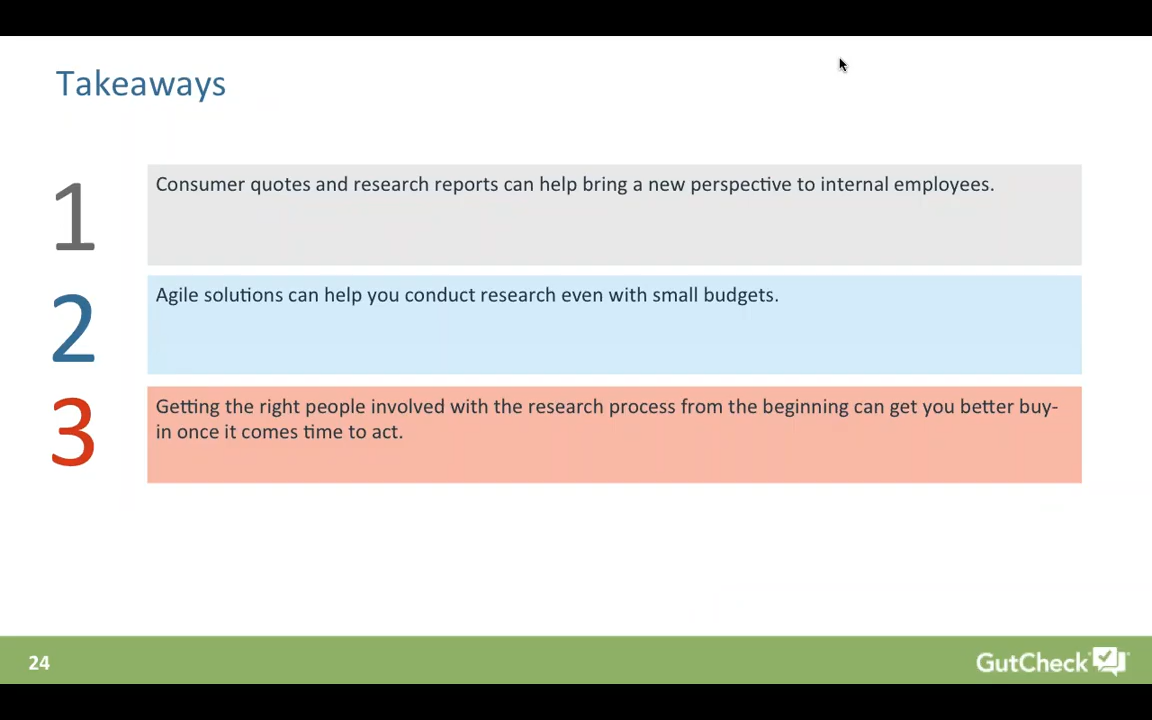 Takeaways
1
Consumer quotes and research reports can help bring a new perspective to internal employees.
2
Agile solutions can help you conduct research even with small budgets.
3
Getting the right people involved with the research process from the beginning can get you better buy-
in once it comes time to act.
24
GutCheck